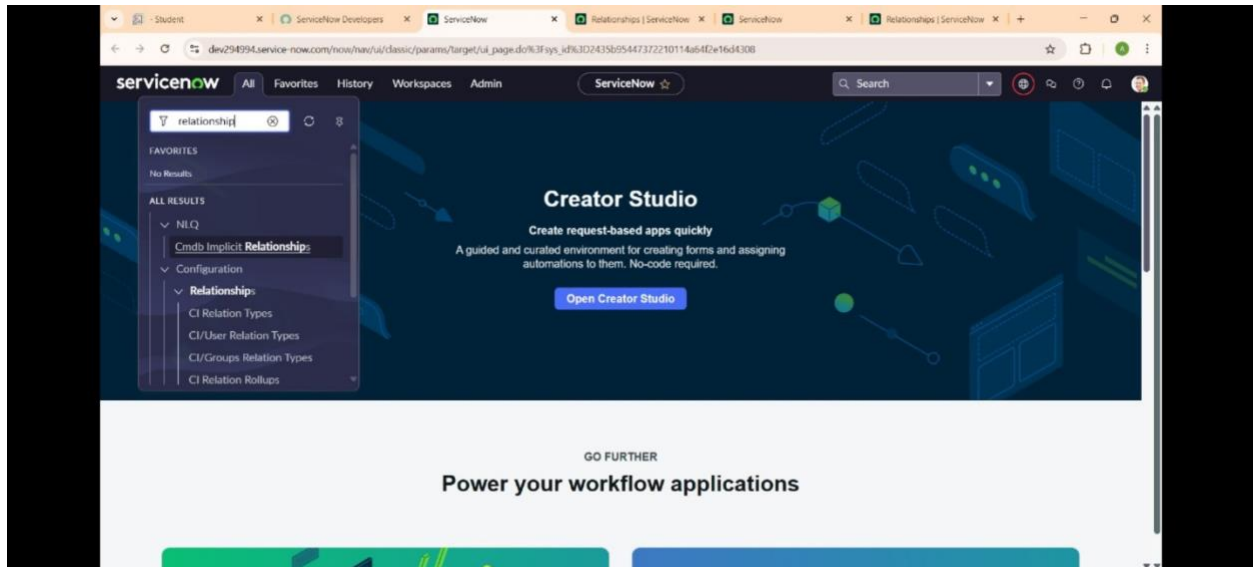 - Student
ServiceNow Developers
ServiceNow
Relationships | ServiceNow
ServiceNow
Relationships | ServiceNow
dev294994.service-now.com/now/nav/ui/classic/params/target/ui_page.do%3Fsys_id%3D2435b95447372210114a64f2e16d4308
servicenow
All
Favorites
History
Workspaces
Admin
ServiceNow
Search
relationship
FAVORITES
No Results
ALL RESULTS
NLQ
Cmdb Implicit Relationships
Configuration
Relationships
CI Relation Types
CI/User Relation Types
CI/Groups Relation Types
CI Relation Rollups
Creator Studio
Create request-based apps quickly
A guided and curated environment for creating forms and assigning
automations to them. No-code required.
Open Creator Studio
GO FURTHER
Power your workflow applications